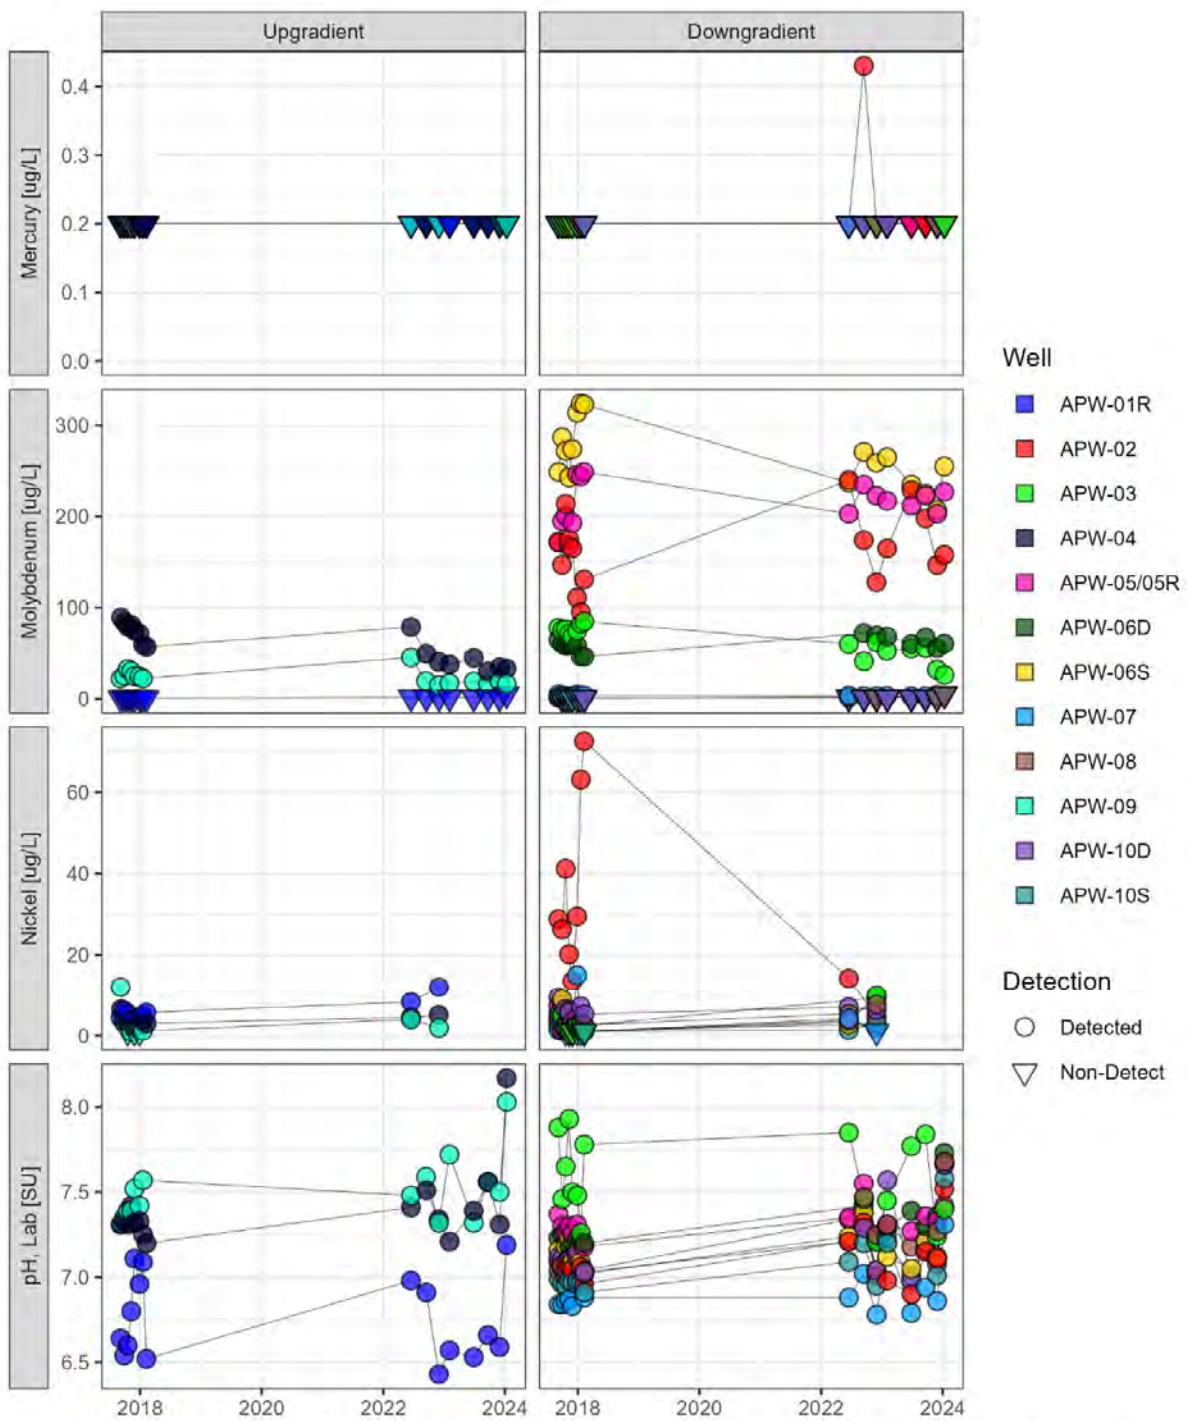 Upgradient
Downgradient
Mercury [ug/L]
0.4
0.3
0.2
0.1
0.0
Molybdenum [ug/L]
300
200
100
0
Nickel [ug/L]
60
40
20
0
pH, Lab [SU]
8.0
7.5
7.0
6.5
2018
2020
2022
2024
2018
2020
2022
2024
Well
APW-01R
APW-02
APW-03
APW-04
APW-05/05R
APW-06D
APW-06S
APW-07
APW-08
APW-09
APW-10D
APW-10S
Detection
Detected
Non-Detect